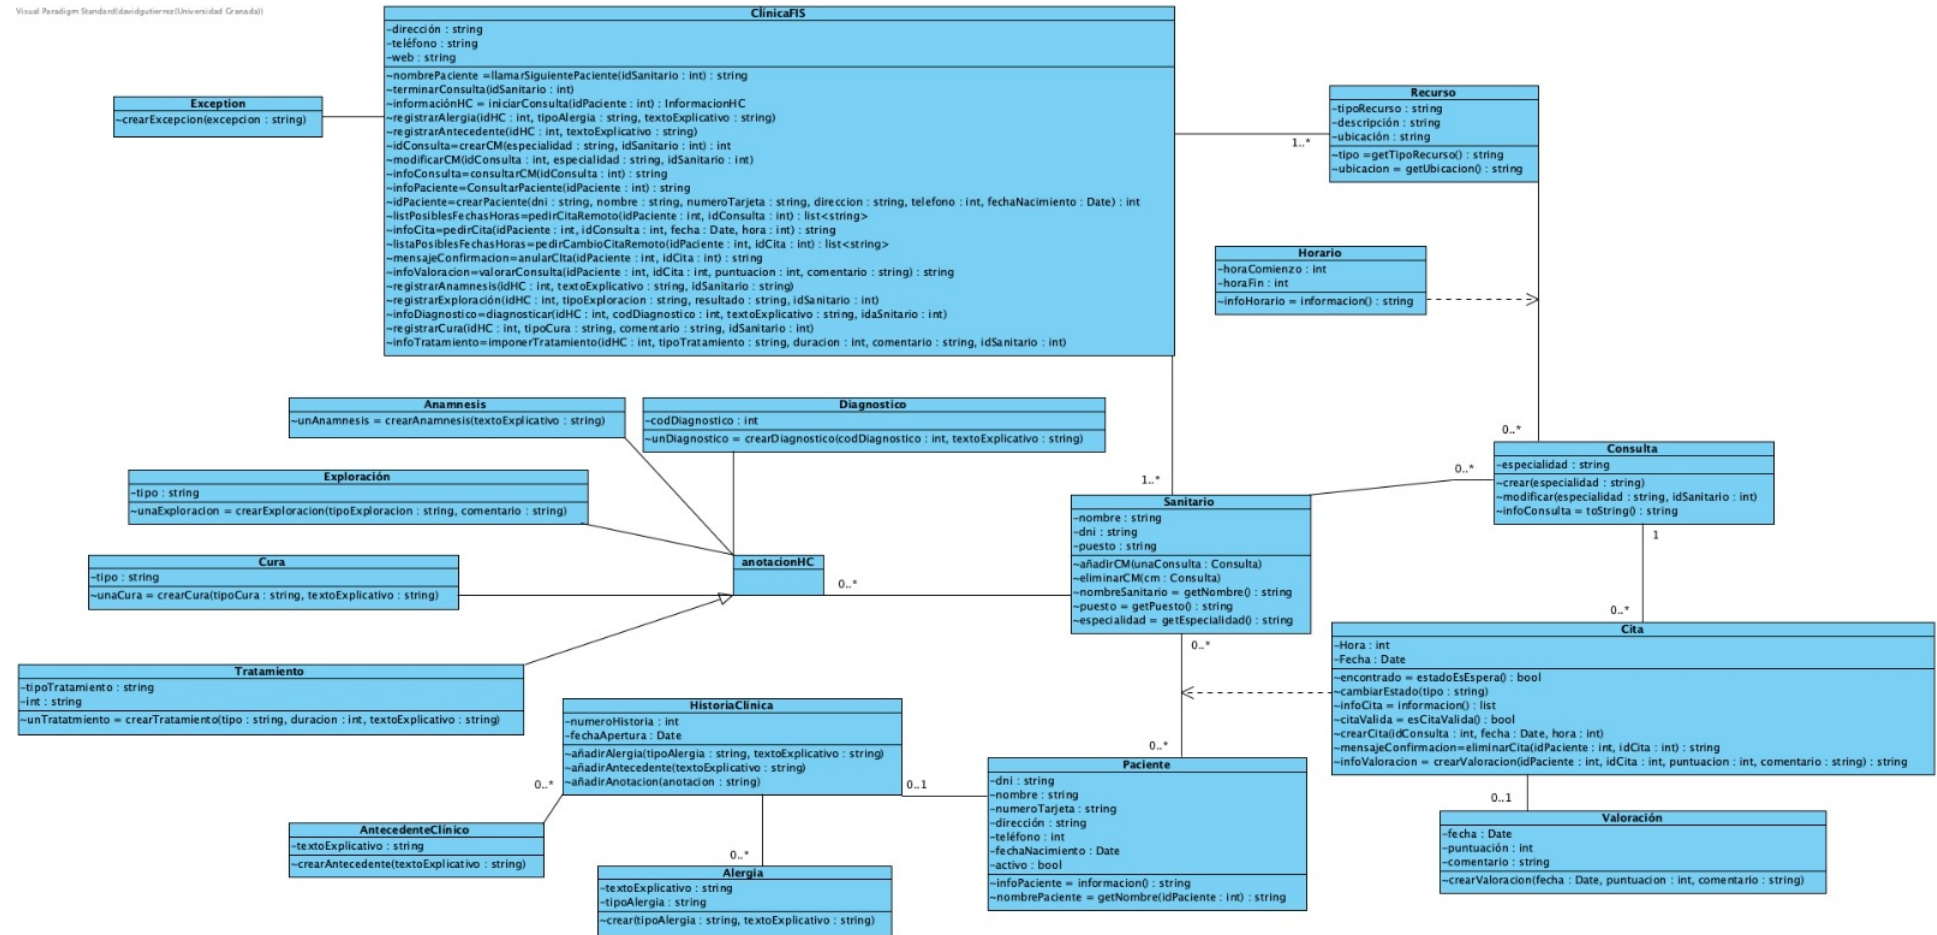 Visual Paradigm Standard(davidgutierrez(Universidad Granada))
ClínicaFIS
-dirección : string
-teléfono : string
-web : string
~nombrePaciente =llamarSiguientePaciente(idSanitario : int) : string
~terminarConsulta(idSanitario : int)
~informaciónHC = iniciarConsulta(idPaciente : int) : InformacionHC
~registrarAlergia(idHC : int, tipoAlergia : string, textoExplicativo : string)
~registrarAntecedente(idHC : int, textoExplicativo : string)
~idConsulta=crearCM(especialidad : string, idSanitario : int) : int
~modificarCM(idConsulta : int, especialidad : string, idSanitario : int)
~infoConsulta=consultarCM(idConsulta : int) : string
~infoPaciente=ConsultarPaciente(idPaciente : int) : string
~idPaciente=crearPaciente(dni : string, nombre : string, numeroTarjeta : string, direccion : string, telefono : int, fechaNacimiento : Date) : int
~listPosiblesFechasHoras=pedirCitaRemoto(idPaciente : int, idConsulta : int) : list<string>
~infoCita=pedirCita(idPaciente : int, idConsulta : int, fecha : Date, hora : int) : string
~listaPosiblesFechasHoras=pedirCambioCitaRemoto(idPaciente : int, idCita : int) : list<string>
~mensajeConfirmacion=anularCIta(idPaciente : int, idCita : int) : string
~infoValoracion=valorarConsulta(idPaciente : int, idCita : int, puntuacion : int, comentario : string) : string
~registrarAnamnesis(idHC : int, textoExplicativo : string, idSanitario : string)
~registrarExploración(idHC : int, tipoExploracion : string, resultado : string, idSanitario : int)
~infoDiagnostico=diagnosticar(idHC : int, codDiagnostico : int, textoExplicativo : string, idaSnitario : int)
~registrarCura(idHC : int, tipoCura : string, comentario : string, idSanitario : int)
~infoTratamiento=imponerTratamiento(idHC : int, tipoTratamiento : string, duracion : int, comentario : string, idSanitario : int)
Exception
~crearExcepcion(excepcion : string)
Recurso
-tipoRecurso : string
-descripción : string
-ubicación : string
~tipo =getTipoRecurso() : string
~ubicacion = getUbicacion() : string
1..*
Horario
-horaComienzo : int
-horaFin : int
~infoHorario = informacion() : string
Anamnesis
~unAnamnesis = crearAnamnesis(textoExplicativo : string)
Diagnostico
-codDiagnostico : int
~unDiagnostico = crearDiagnostico(codDiagnostico : int, textoExplicativo : string)
0..*
Consulta
-especialidad : string
~crear(especialidad : string)
~modificar(especialidad : string, idSanitario : int)
~infoConsulta = toString() : string
0..*
1
1..*
Exploración
-tipo : string
~unaExploracion = crearExploracion(tipoExploracion : string, comentario : string)
Sanitario
-nombre : string
-dni : string
-puesto : string
~añadirCM(unaConsulta : Consulta)
~eliminarCM(cm : Consulta)
~nombreSanitario = getNombre() : string
~puesto = getPuesto() : string
~especialidad = getEspecialidad() : string
Cura
-tipo : string
~unaCura = crearCura(tipoCura : string, textoExplicativo : string)
anotacionHC
0..*
0..*
Cita
-Hora : int
-Fecha : Date
~encontrado = estadoEsEspera() : bool
~cambiarEstado(tipo : string)
~infoCita = informacion() : list
~citaValida = esCitaValida() : bool
~crearCita(idConsulta : int, fecha : Date, hora : int)
~mensajeConfirmacion=eliminarCita(idPaciente : int, idCita : int) : string
~infoValoracion = crearValoracion(idPaciente : int, idCita : int, puntuacion : int, comentario : string) : string
0..*
Tratamiento
-tipoTratamiento : string
-int : string
~unTratatmiento = crearTratamiento(tipo : string, duracion : int, textoExplicativo : string)
HistoriaClínica
-numeroHistoria : int
-fechaApertura : Date
~añadirAlergia(tipoAlergia : string, textoExplicativo : string)
~añadirAntecedente(textoExplicativo : string)
~añadirAnotacion(anotacion : string)
0..*
0..1
0..*
Paciente
-dni : string
-nombre : string
-numeroTarjeta : string
-dirección : string
-teléfono : int
-fechaNacimiento : Date
-activo : bool
~infoPaciente = informacion() : string
~nombrePaciente = getNombre(idPaciente : int) : string
0..1
Valoración
-fecha : Date
-puntuación : int
-comentario : string
~crearValoracion(fecha : Date, puntuacion : int, comentario : string)
AntecedenteClínico
-textoExplicativo : string
~crearAntecedente(textoExplicativo : string)
0..*
Alergia
-textoExplicativo : string
-tipoAlergia : string
~crear(tipoAlergia : string, textoExplicativo : string)